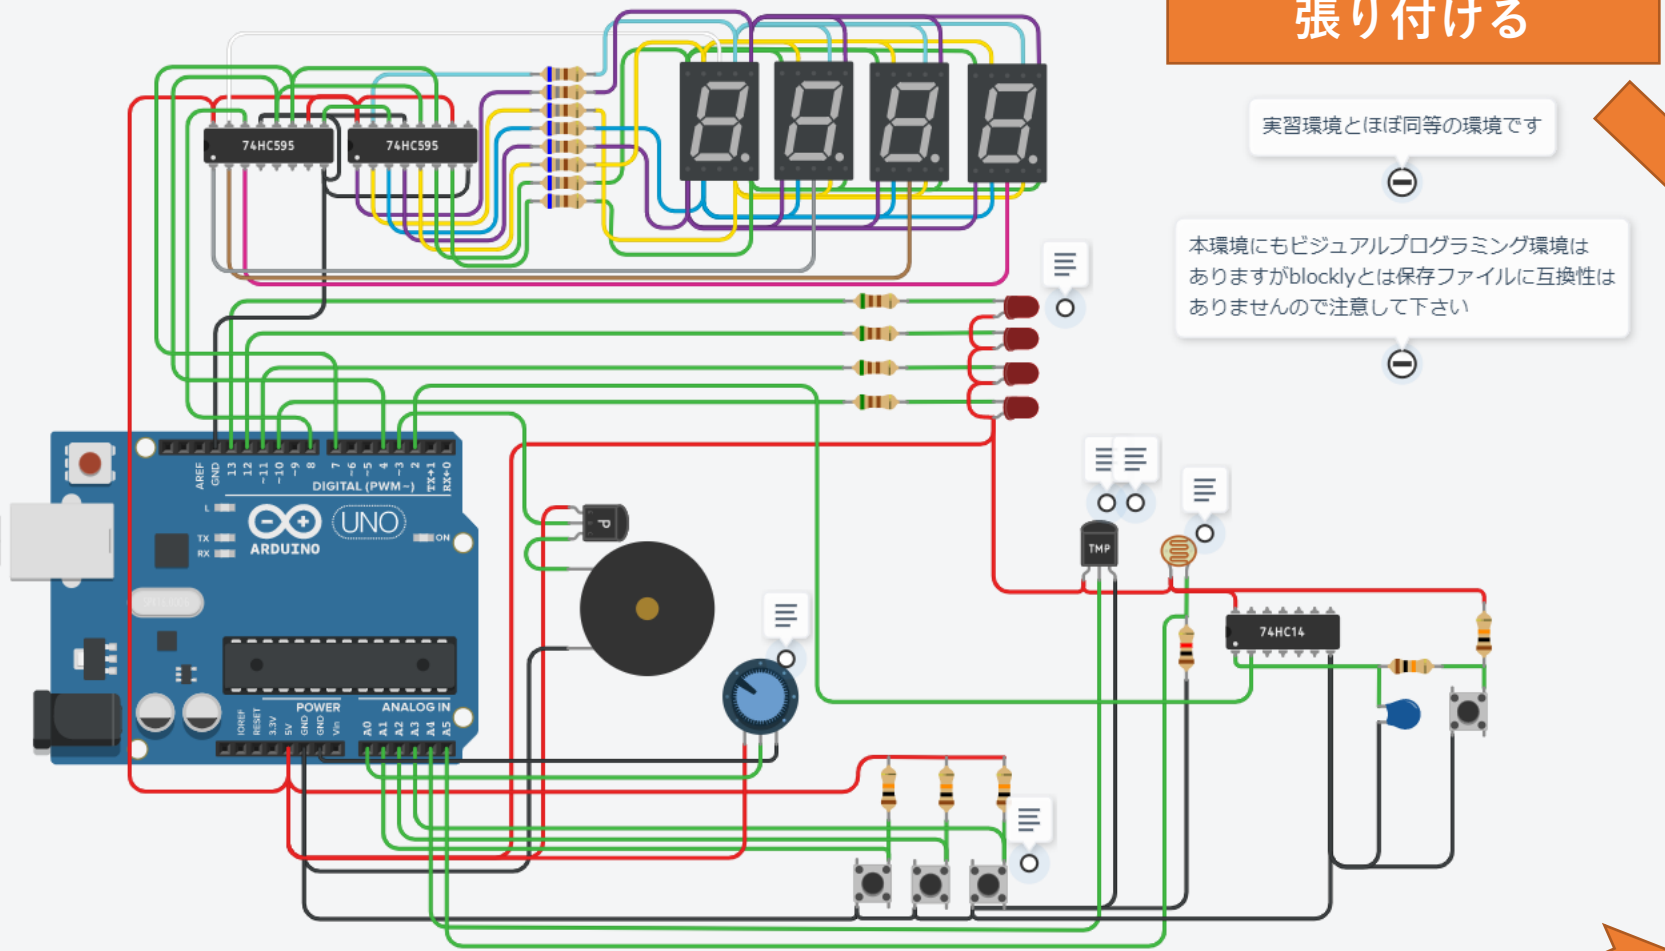 張り付ける
実習環境とほぼ同等の環境です
本環境にもビジュアルプログラミング環境は
ありますがblocklyとは保存ファイルに互換性は
ありませんので注意して下さい
74HC595
74HC595
AREF
GND
13
12
~11
~10
~9
8
7
~6
~5
4
~3
2
TX→1
RX←0
DIGITAL (PWM~)
L
TX
RX
ARDUINO
UNO
ON
P
TMP
74HC14
POWER
ANALOG IN
IOREF
RESET
3.3V
5V
GND
GND
Vin
A0
A1
A2
A3
A4
A5